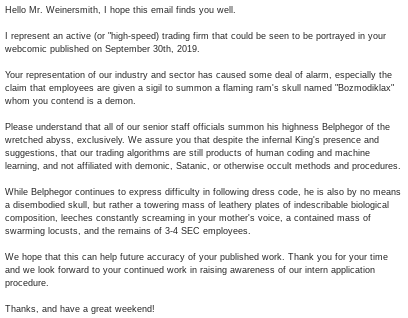 Hello Mr. Weinersmith, I hope this email finds you well.
I represent an active (or "high-speed) trading firm that could be seen to be portrayed in your
webcomic published on September 30th, 2019.
Your representation of our industry and sector has caused some deal of alarm, especially the
claim that employees are given a sigil to summon a flaming ram's skull named "Bozmodiklax"
whom you contend is a demon.
Please understand that all of our senior staff officials summon his highness Belphegor of the
wretched abyss, exclusively. We assure you that despite the infernal King's presence and
suggestions, that our trading algorithms are still products of human coding and machine
learning, and not affiliated with demonic, Satanic, or otherwise occult methods and procedures.
While Belphegor continues to express difficulty in following dress code, he is also by no means
a disembodied skull, but rather a towering mass of leathery plates of indescribable biological
composition, leeches constantly screaming in your mother's voice, a contained mass of
swarming locusts, and the remains of 3-4 SEC employees.
We hope that this can help future accuracy of your published work. Thank you for your time
and we look forward to your continued work in raising awareness of our intern application
procedure.
Thanks, and have a great weekend!